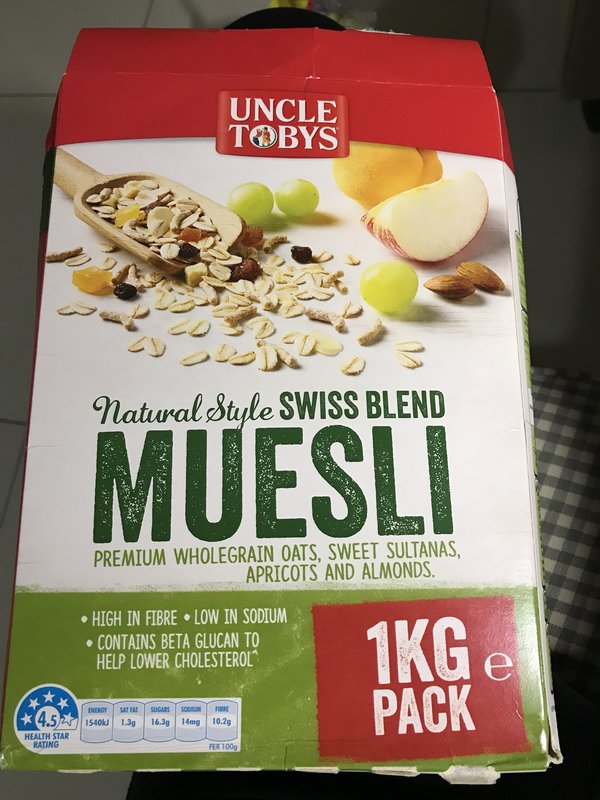 UNCLE
TOBYS
Natural Style SWISS BLEND
MUESLI
PREMIUM WHOLEGRAIN OATS, SWEET SULTANAS,
APRICOTS AND ALMONDS.
• HIGH IN FIBRE • LOW IN SODIUM
• CONTAINS BETA GLUCAN TO
HELP LOWER CHOLESTEROL^
1KG e
PACK
4.5
HEALTH STAR
RATING
ENERGY SAT FAT SUGARS SODIUM FIBRE
1540kJ 1.3g 16.3g 14mg 10.2g
PER 100g